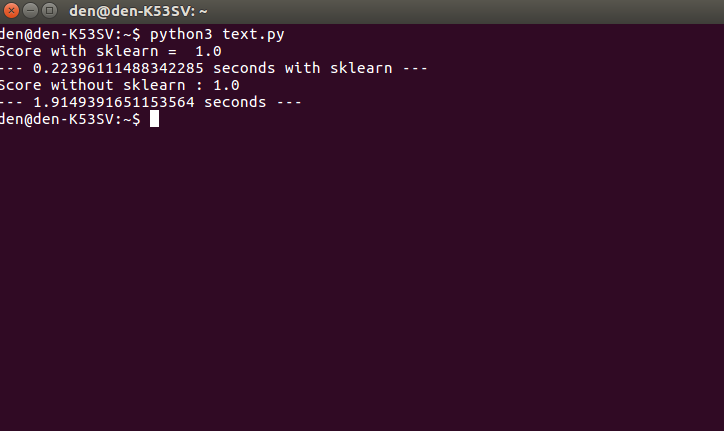 den@den-K53SV: ~
den@den-K53SV:~$ python3 text.py
Score with sklearn =  1.0
--- 0.22396111488342285 seconds with sklearn ---
Score without sklearn : 1.0
--- 1.9149391651153564 seconds ---
den@den-K53SV:~$